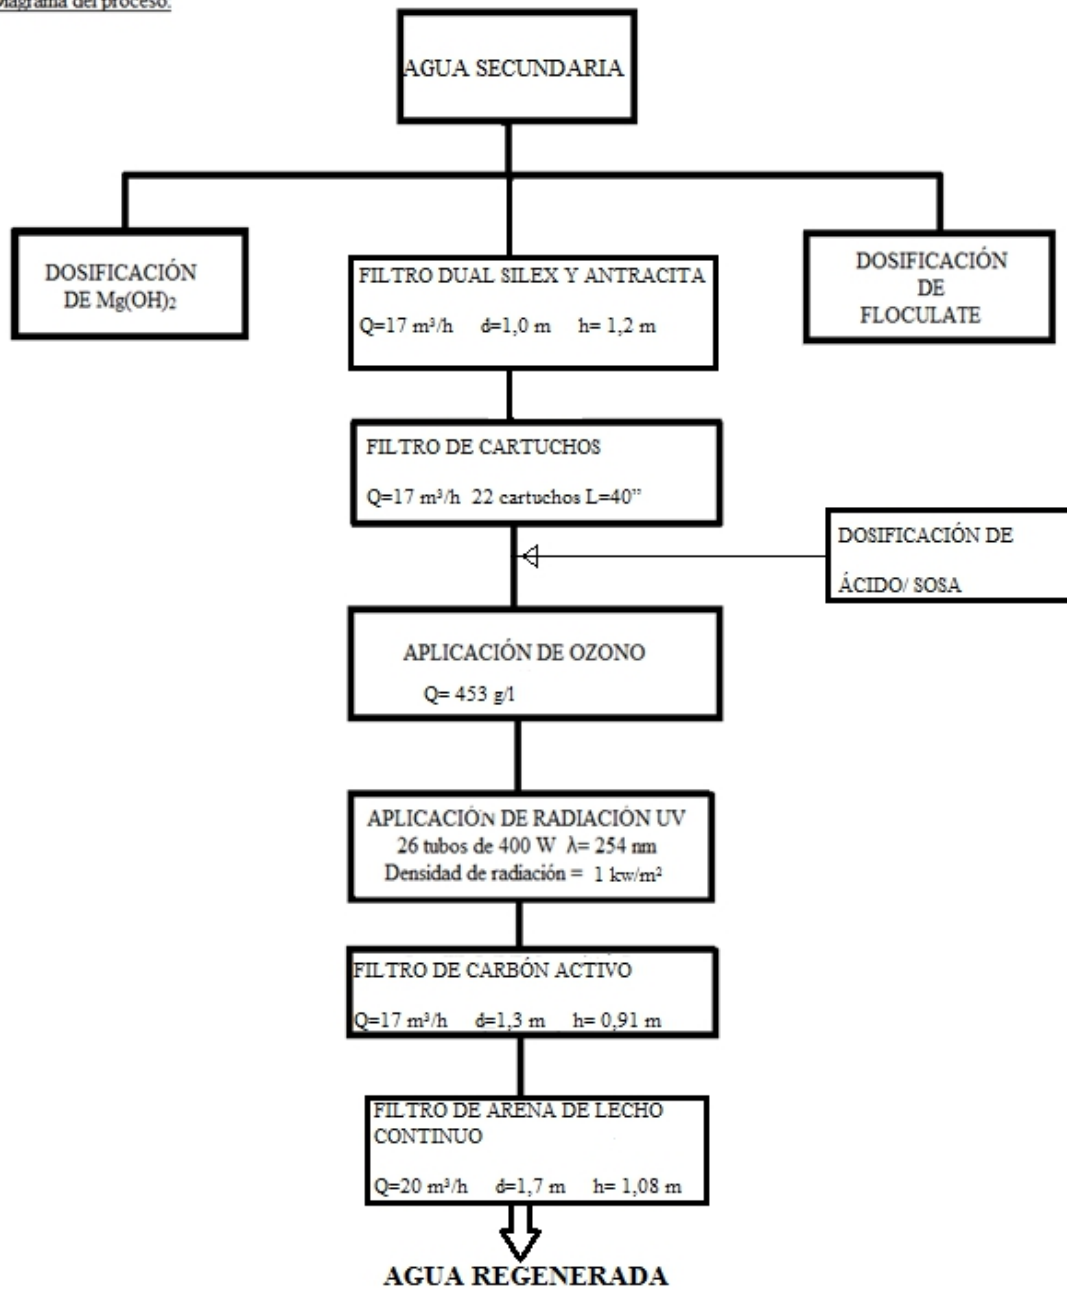 Diagrama del proceso.
AGUA SECUNDARIA
DOSIFICACIÓN
DE Mg(OH)2
FILTRO DUAL SILEX Y ANTRACITA
Q=17 m³/h d=1,0 m h= 1,2 m
DOSIFICACIÓN
DE
FLOCULATE
FILTRO DE CARTUCHOS
Q=17 m³/h 22 cartuchos L=40”
DOSIFICACIÓN DE
ÁCIDO/ SOSA
APLICACIÓN DE OZONO
Q= 453 g/l
APLICACIÓN DE RADIACIÓN UV
26 tubos de 400 W λ= 254 nm
Densidad de radiación = 1 kw/m²
FILTRO DE CARBÓN ACTIVO
Q=17 m³/h d=1,3 m h= 0,91 m
FILTRO DE ARENA DE LECHO
CONTINUO
Q=20 m³/h d=1,7 m h= 1,08 m
AGUA REGENERADA